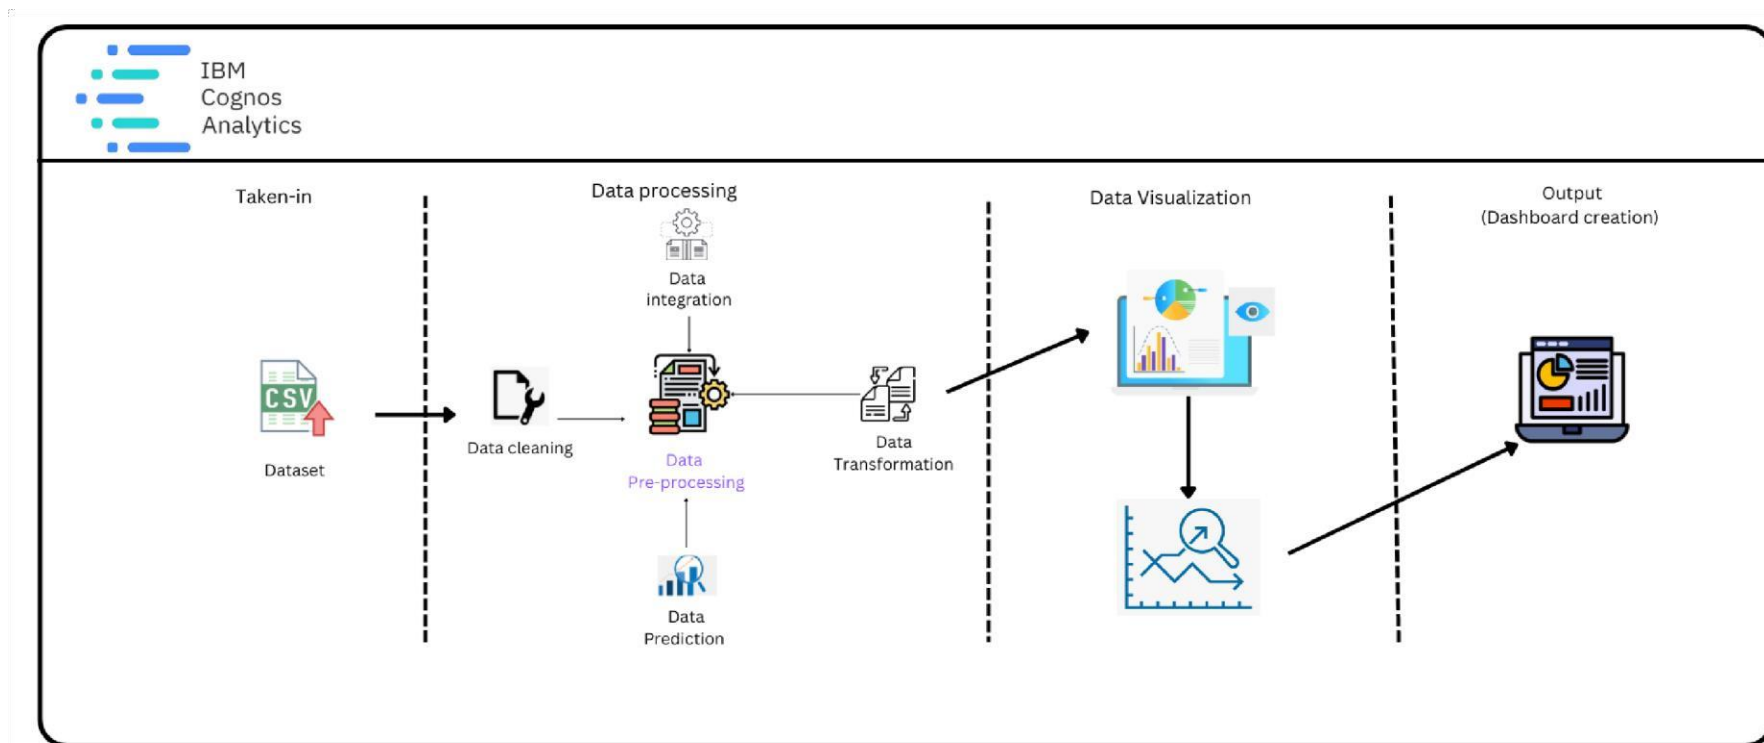 IBM
Cognos
Analytics
Taken-in
Data processing
Data Visualization
Output
(Dashboard creation)
Data
integration
CSV
Dataset
Data cleaning
Data
Pre-processing
Data
Transformation
Data
Prediction